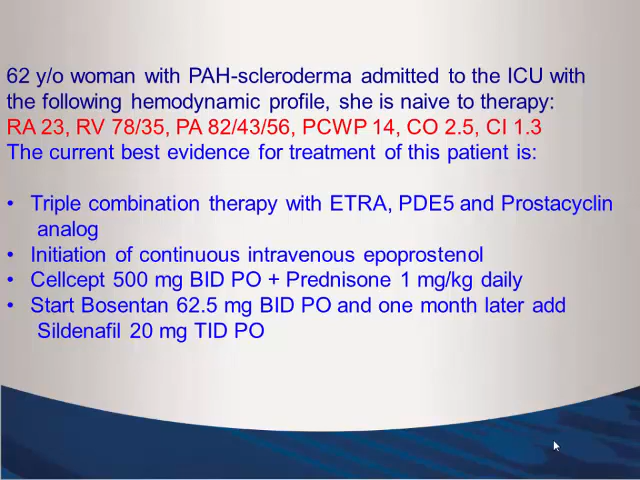 62 y/o woman with PAH-scleroderma admitted to the ICU with
the following hemodynamic profile, she is naive to therapy:
RA 23, RV 78/35, PA 82/43/56, PCWP 14, CO 2.5, CI 1.3
The current best evidence for treatment of this patient is:
• Triple combination therapy with ETRA, PDE5 and Prostacyclin
analog
• Initiation of continuous intravenous epoprostenol
• Cellcept 500 mg BID PO + Prednisone 1 mg/kg daily
• Start Bosentan 62.5 mg BID PO and one month later add
Sildenafil 20 mg TID PO